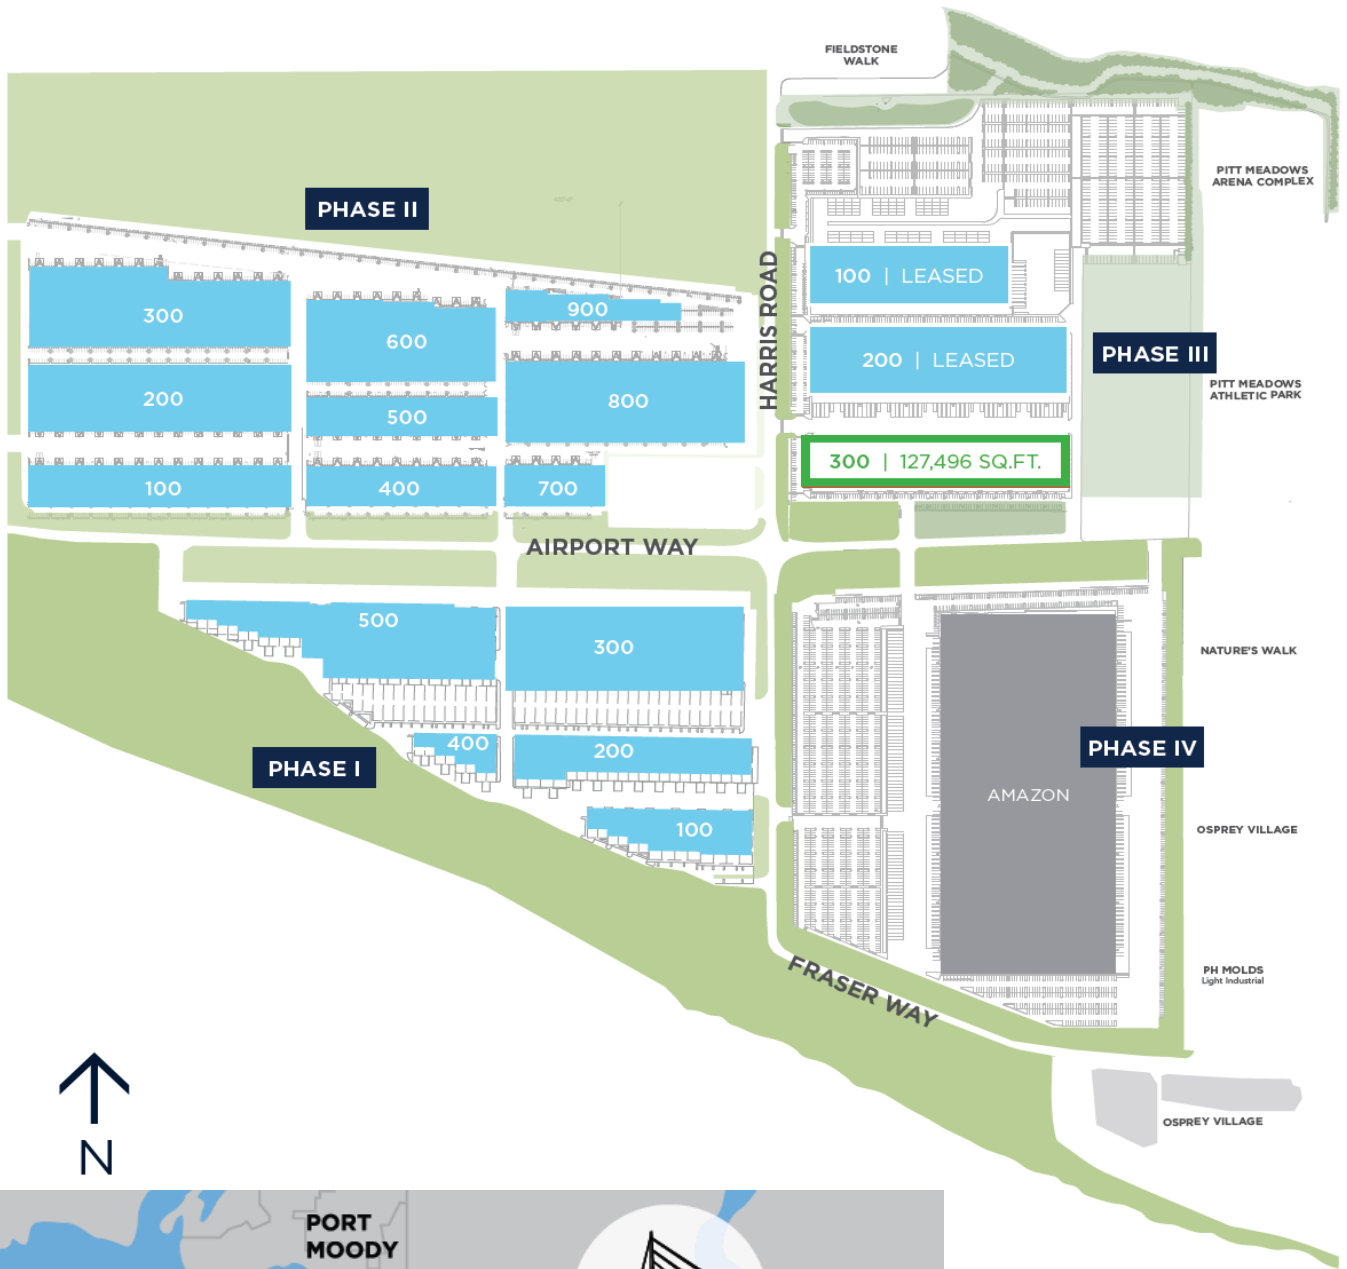 FIELDSTONE
WALK
PITT MEADOWS
ARENA COMPLEX
PHASE II
HARRIS ROAD
100 | LEASED
300
900
600
200 | LEASED
PHASE III
PITT MEADOWS
ATHLETIC PARK
200
500
800
300 | 127,496 SQ.FT.
100
400
700
AIRPORT WAY
500
300
NATURE'S WALK
400
200
PHASE I
PHASE IV
AMAZON
100
OSPREY VILLAGE
FRASER WAY
PH MOLDS
Light Industrial
OSPREY VILLAGE
N
PORT
MOODY